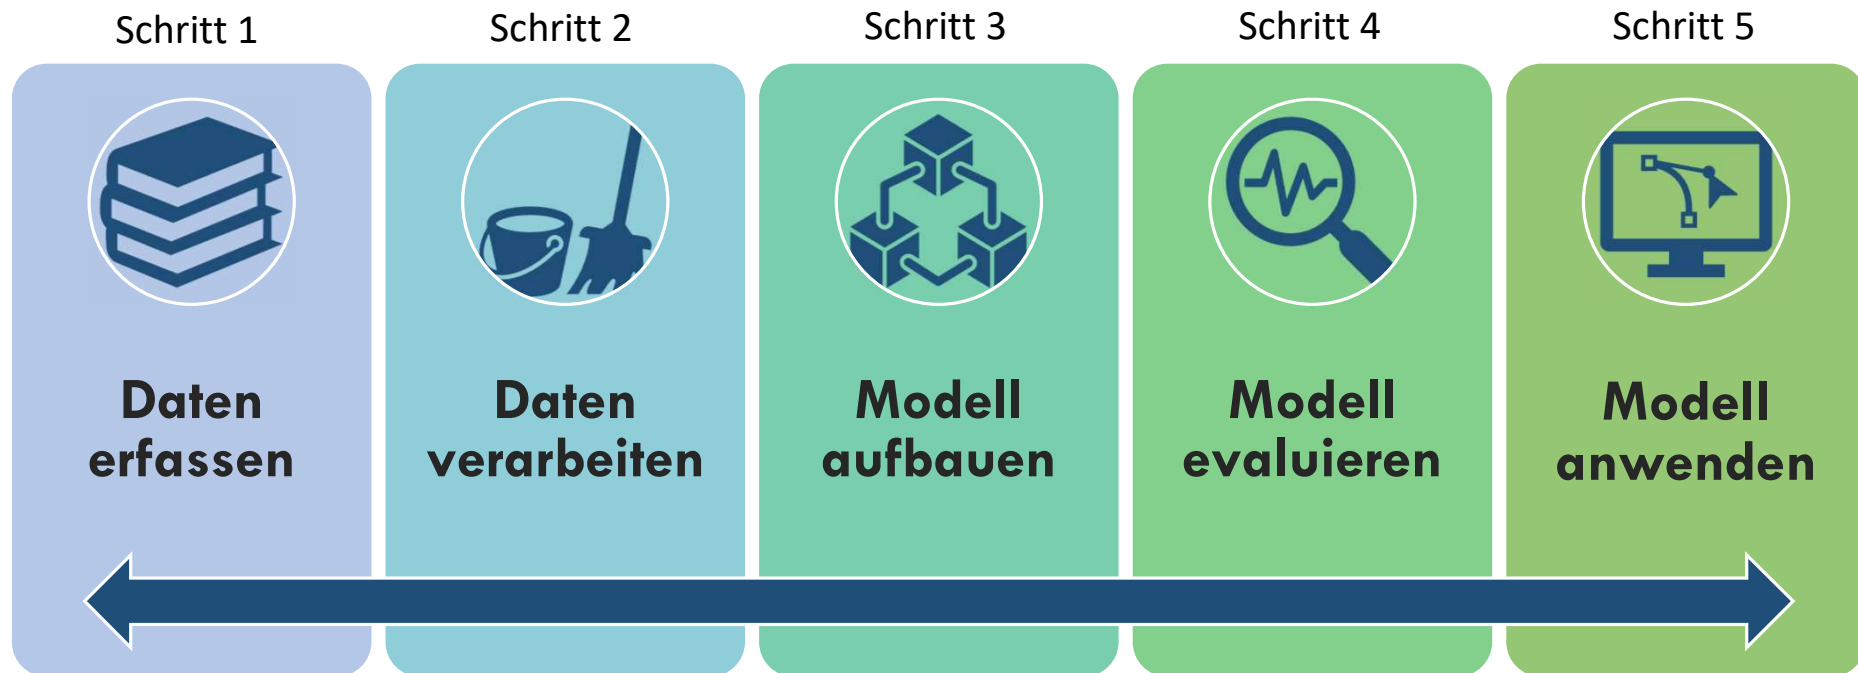 Schritt 1
Schritt 2
Schritt 3
Schritt 4
Schritt 5
Daten
erfassen
Daten
verarbeiten
Modell
aufbauen
Modell
evaluieren
Modell
anwenden